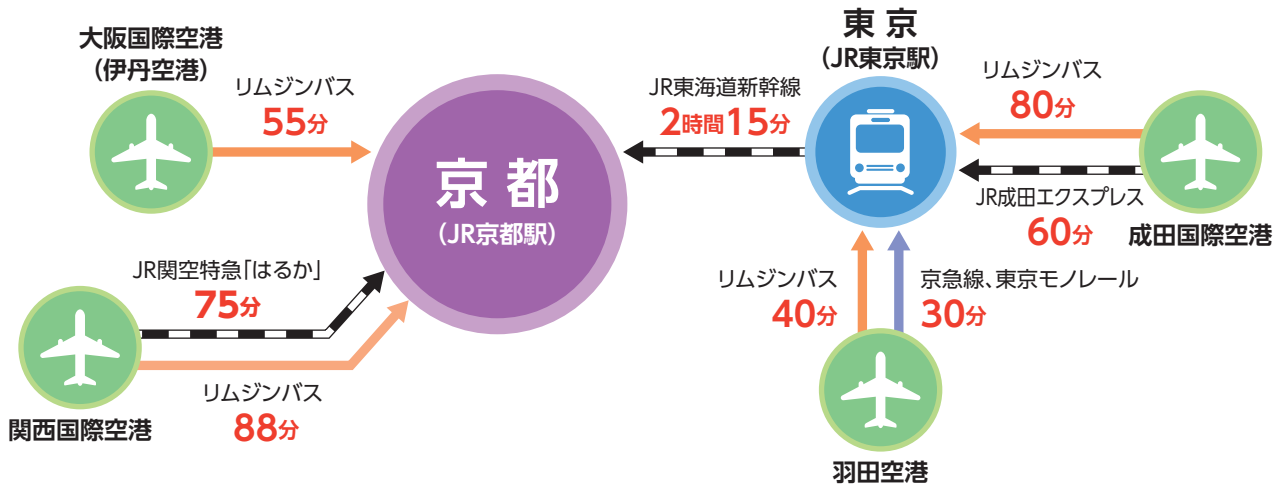 大阪国際空港
(伊丹空港)
リムジンバス
55分
JR関空特急「はるか」
75分
リムジンバス
88分
関西国際空港
京都
(JR京都駅)
JR東海道新幹線
2時間15分
東京
(JR東京駅)
リムジンバス
80分
JR成田エクスプレス
60分
成田国際空港
リムジンバス
40分
京急線、東京モノレール
30分
羽田空港